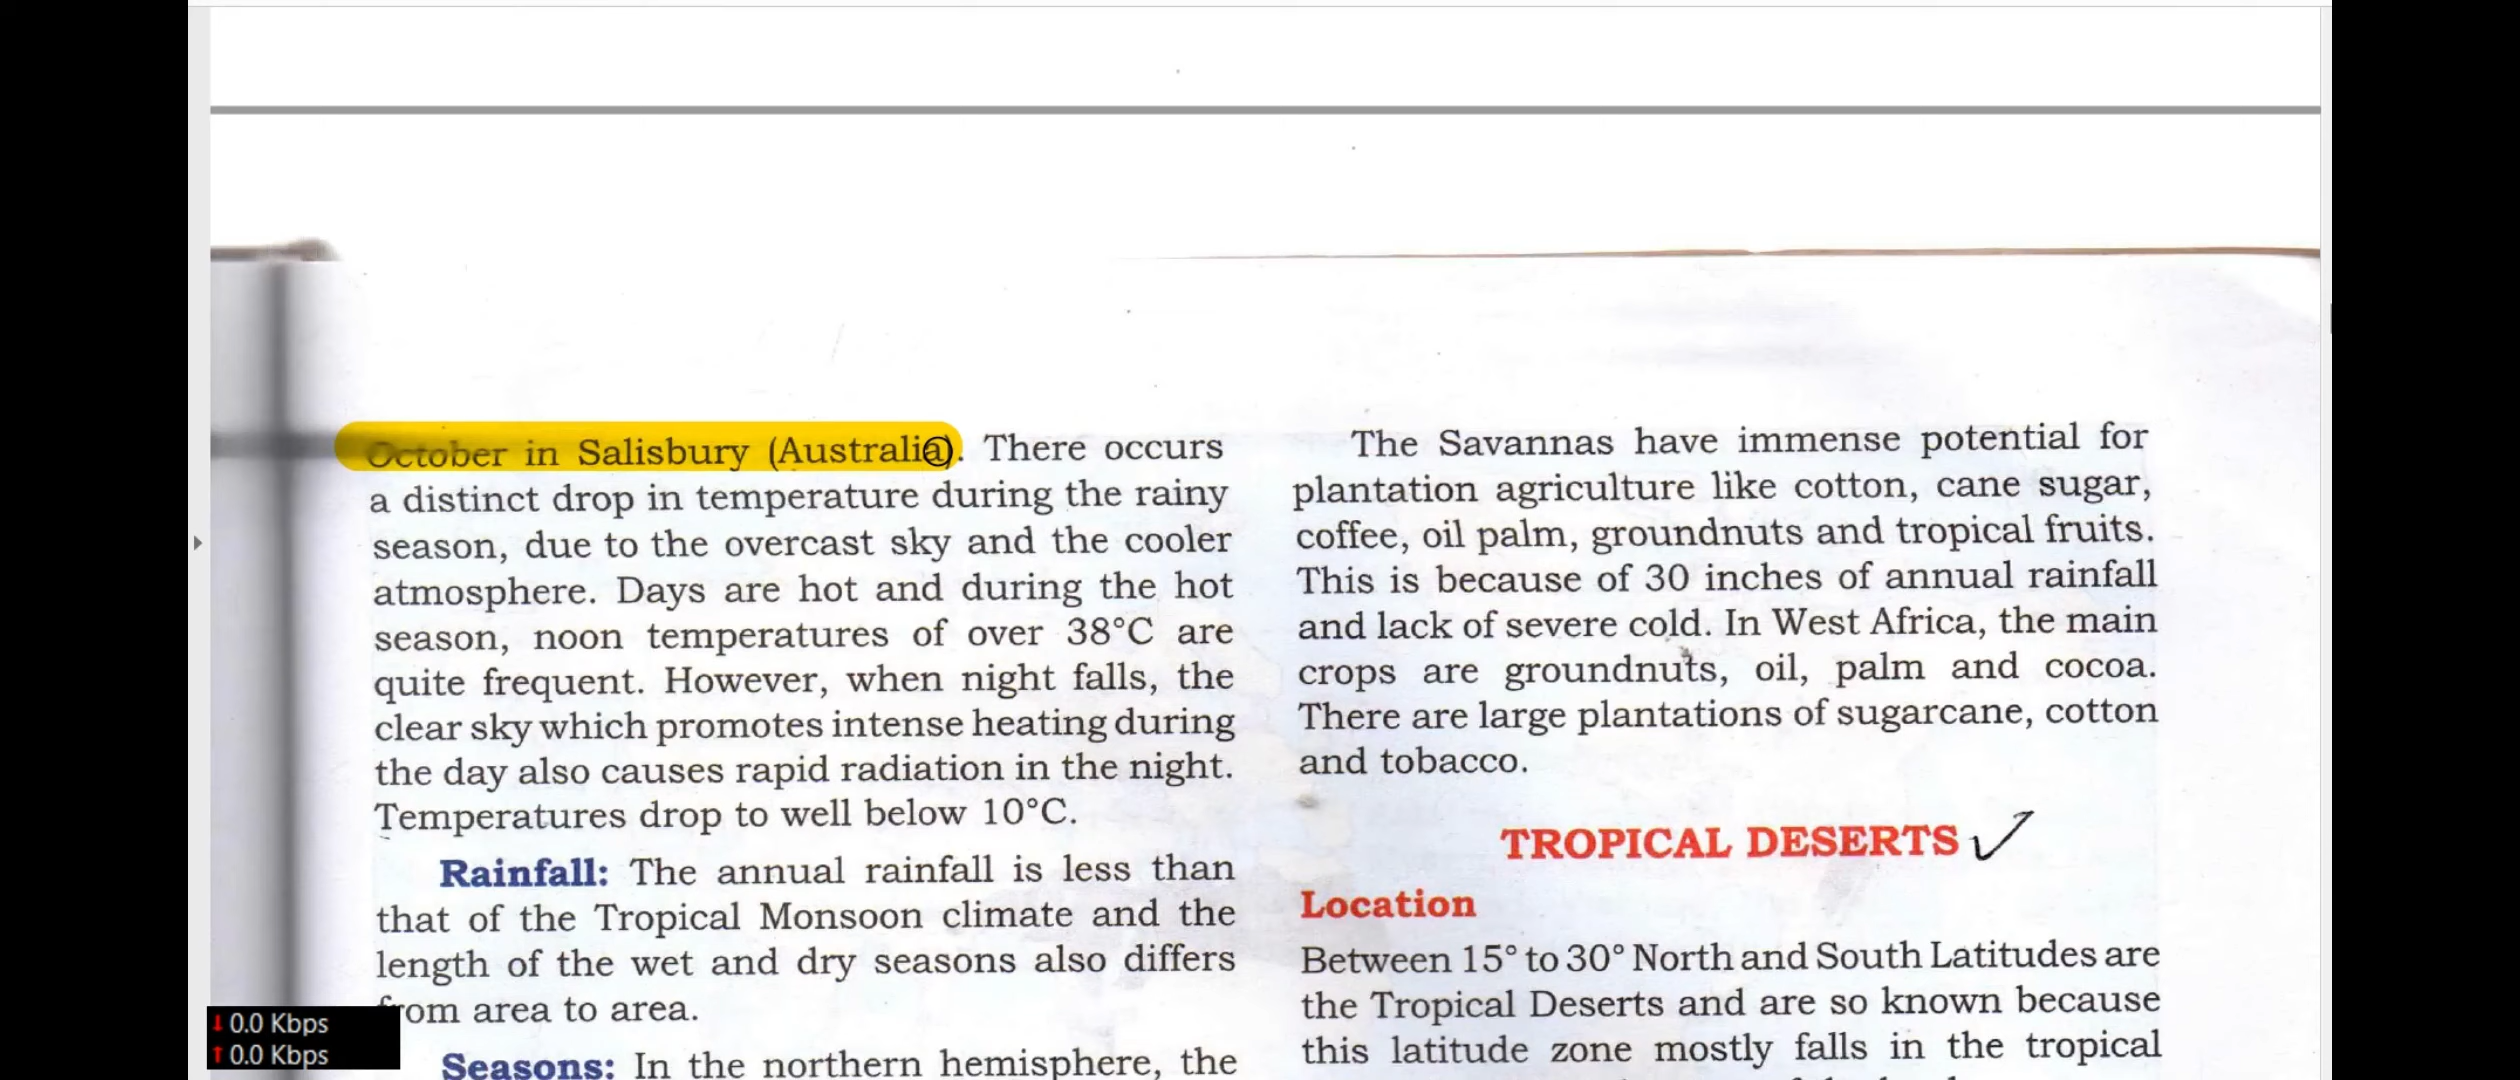 October in Salisbury (Australia). There occurs
a distinct drop in temperature during the rainy
season, due to the overcast sky and the cooler
atmosphere. Days are hot and during the hot
season, noon temperatures of over 38°C are
quite frequent. However, when night falls, the
clear sky which promotes intense heating during
the day also causes rapid radiation in the night.
Temperatures drop to well below 10°C.
Rainfall: The annual rainfall is less than
that of the Tropical Monsoon climate and the
length of the wet and dry seasons also differs
from area to area.
Seasons: In the northern hemisphere, the
The Savannas have immense potential for
plantation agriculture like cotton, cane sugar,
coffee, oil palm, groundnuts and tropical fruits.
This is because of 30 inches of annual rainfall
and lack of severe cold. In West Africa, the main
crops are groundnuts, oil, palm and cocoa.
There are large plantations of sugarcane, cotton
and tobacco.
TROPICAL DESERTS
Location
Between 15° to 30° North and South Latitudes are
the Tropical Deserts and are so known because
this latitude zone mostly falls in the tropical
↓ 0.0 Kbps
↑ 0.0 Kbps